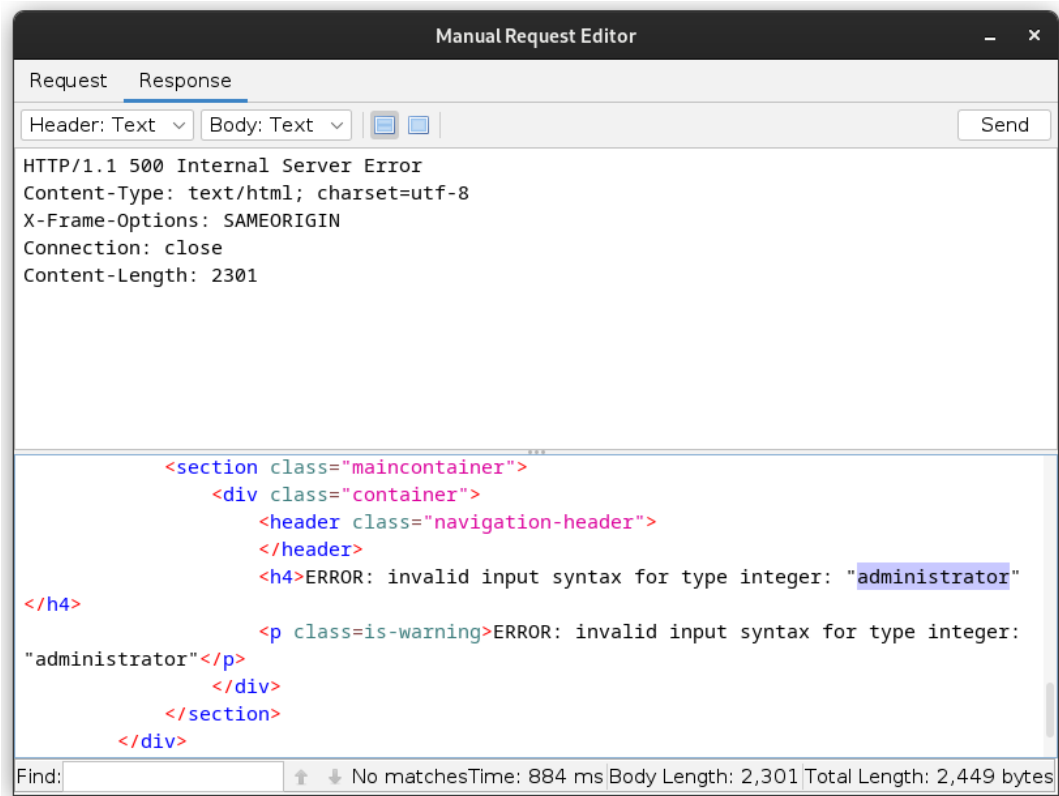 Manual Request Editor
Request Response
Header: Text Body: Text Send
HTTP/1.1 500 Internal Server Error
Content-Type: text/html; charset=utf-8
X-Frame-Options: SAMEORIGIN
Connection: close
Content-Length: 2301
<section class="maincontainer">
<div class="container">
<header class="navigation-header">
</header>
<h4>ERROR: invalid input syntax for type integer: "administrator"
</h4>
<p class=is-warning>ERROR: invalid input syntax for type integer:
"administrator"</p>
</div>
</section>
</div>
Find: No matches Time: 884 ms Body Length: 2,301 Total Length: 2,449 bytes